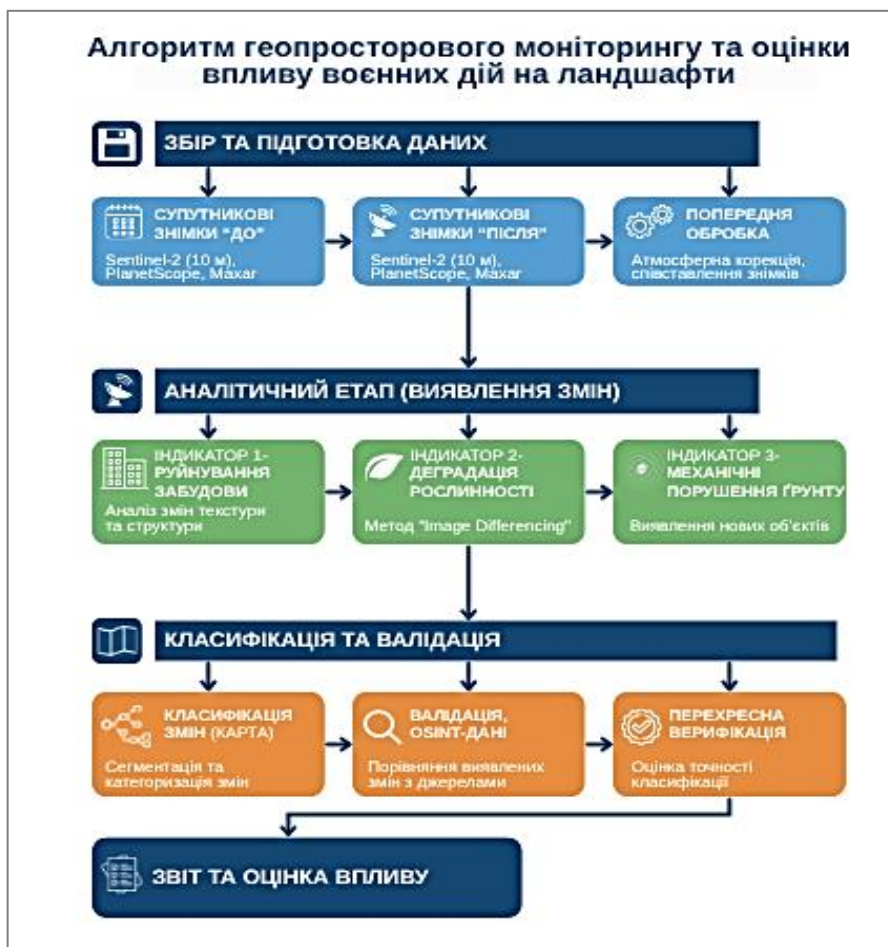 Алгоритм геопросторового моніторингу та оцінки
впливу воєнних дій на ландшафти
ЗБІР ТА ПІДГОТОВКА ДАНИХ
СУПУТНИКОВІ
ЗНІМКИ "ДО"
Sentinel-2 (10 м),
PlanetScope, Maxar
СУПУТНИКОВІ
ЗНІМКИ "ПІСЛЯ"
Sentinel-2 (10 м),
PlanetScope, Maxar
ПОПЕРЕДНЯ
ОБРОБКА
Атмосферна корекція,
співставлення знімків
АНАЛІТИЧНИЙ ЕТАП (ВИЯВЛЕННЯ ЗМІН)
ІНДИКАТОР 1-
РУЙНУВАННЯ
ЗАБУДОВИ
Аналіз змін текстури
та структури
ІНДИКАТОР 2-
ДЕГРАДАЦІЯ
РОСЛИННОСТІ
Метод "Image Differencing"
ІНДИКАТОР 3-
МЕХАНІЧНІ
ПОРУШЕННЯ ҐРУНТУ
Виявлення нових об'єктів
КЛАСИФІКАЦІЯ ТА ВАЛІДАЦІЯ
КЛАСИФІКАЦІЯ
ЗМІН (КАРТА)
Сегментація та
категоризація змін
ВАЛІДАЦІЯ,
OSINT-ДАНІ
Порівняння виявлених
змін з джерелами
ПЕРЕХРЕСНА
ВЕРИФІКАЦІЯ
Оцінка точності
класифікації
ЗВІТ ТА ОЦІНКА ВПЛИВУ